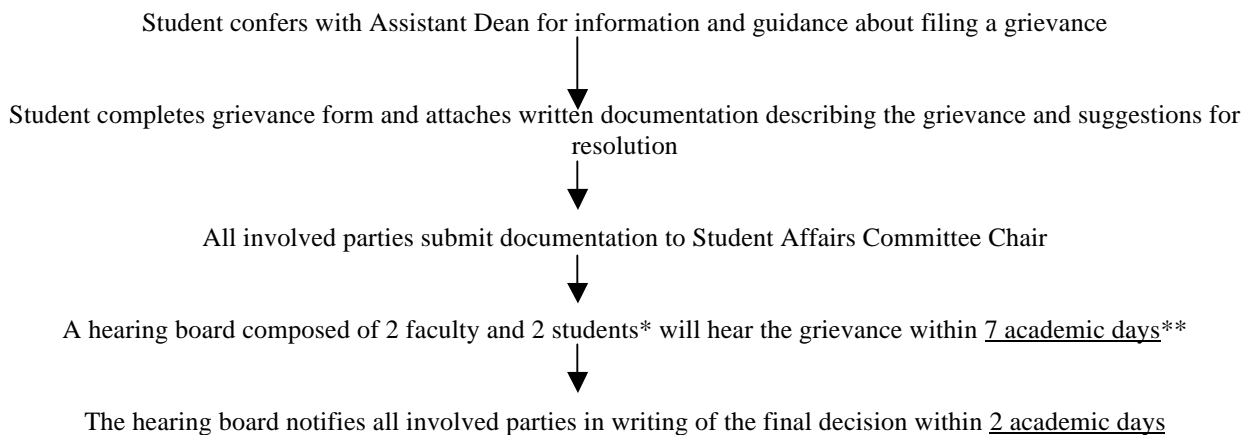 Student confers with Assistant Dean for information and guidance about filing a grievance
Student completes grievance form and attaches written documentation describing the grievance and suggestions for
resolution
All involved parties submit documentation to Student Affairs Committee Chair
A hearing board composed of 2 faculty and 2 students* will hear the grievance within 7 academic days**
The hearing board notifies all involved parties in writing of the final decision within 2 academic days